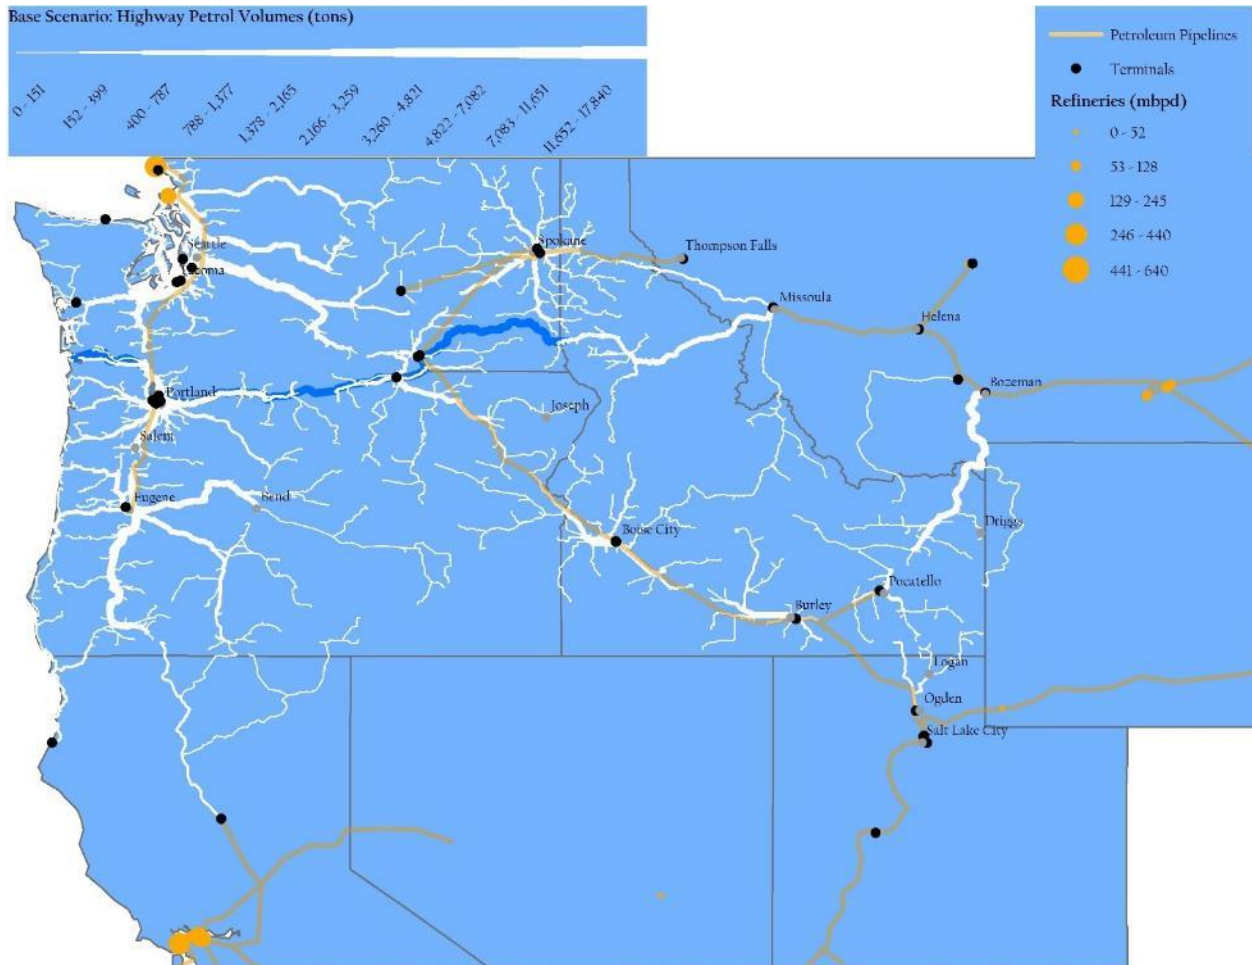 Base Scenario: Highway Petrol Volumes (tons)
0 - 151
152 - 399
400 - 787
788 - 1,377
1,378 - 2,165
2,166 - 3,259
3,260 - 4,821
4,822 - 7,082
7,083 - 11,651
11,652 - 17,840
Petroleum Pipelines
Terminals
Refineries (mbpd)
0 - 52
53 - 128
129 - 245
246 - 440
441 - 640
Seattle
Spokane
Thompson Falls
Missoula
Helena
Portland
Bozeman
Joseph
Salem
Eugene
Bend
Boise City
Driggs
Pocatello
Burley
Logan
Ogden
Salt Lake City